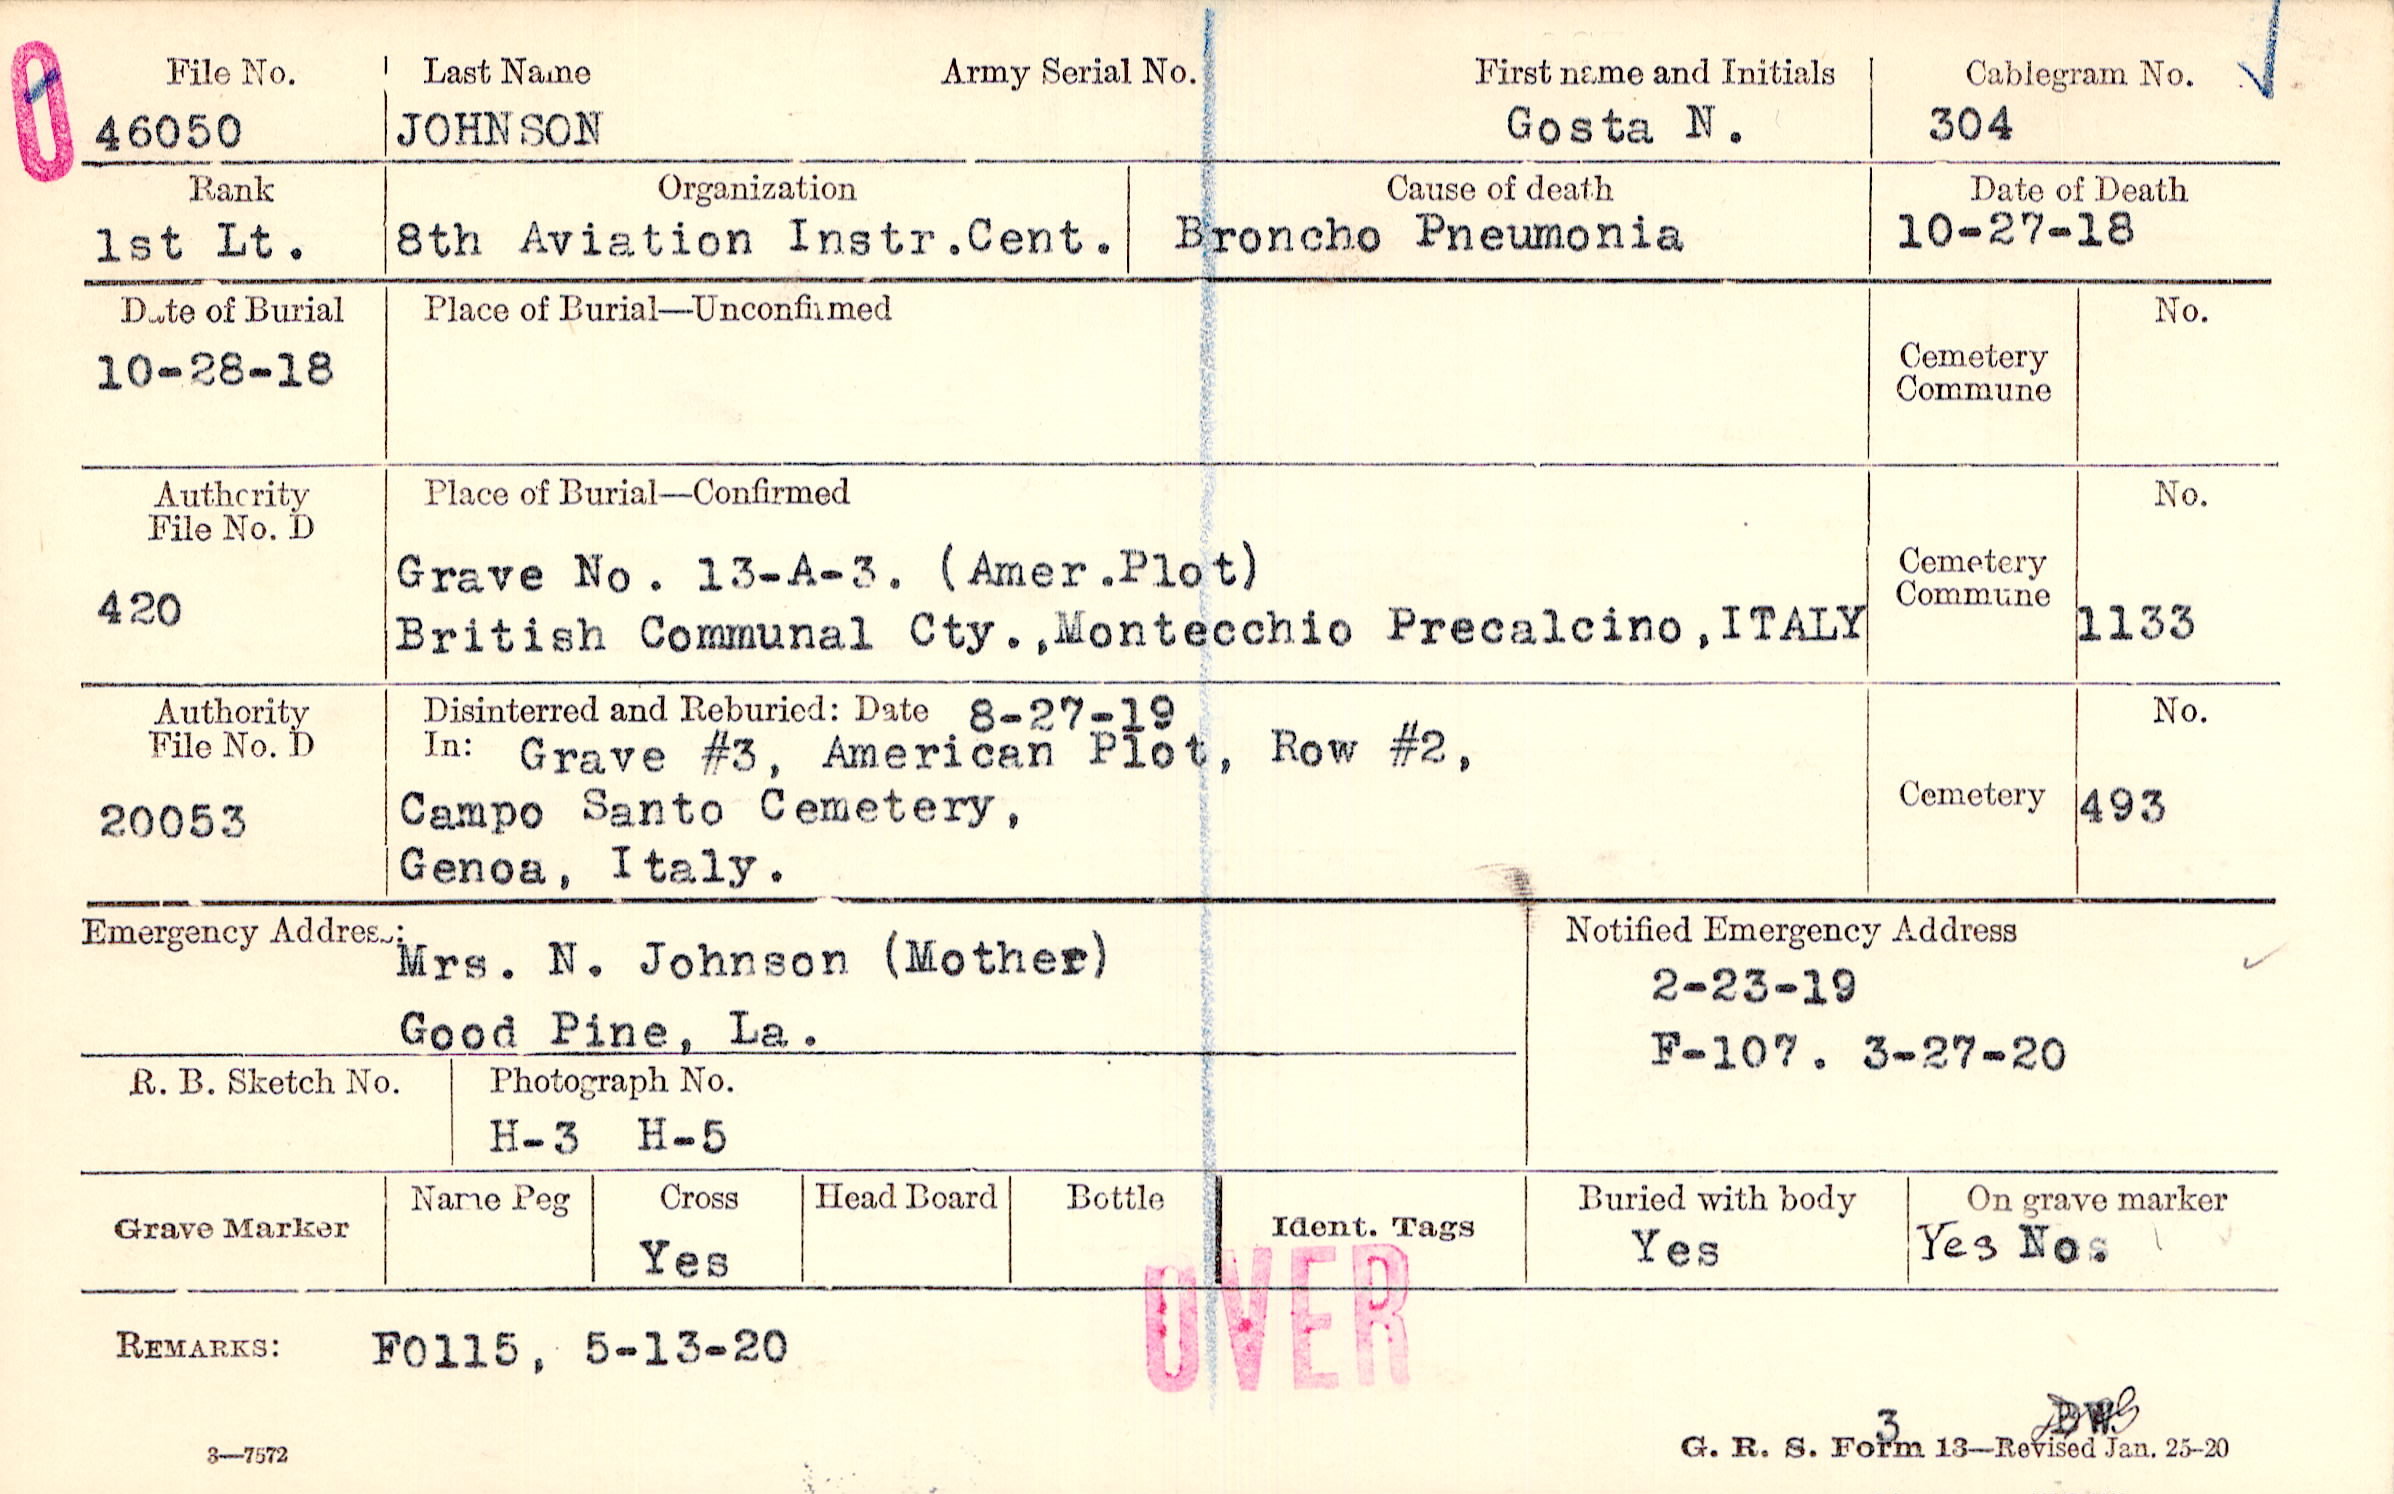 File No. Last Name Army Serial No. First name and Initials Cablegram No.
46050 JOHNSON Gosta N. 304
Rank Organization Cause of death Date of Death
1st Lt. 8th Aviation Instr.Cent. Broncho Pneumonia 10-27-18
Date of Burial Place of Burial—Unconfirmed No.
10-28-18
Cemetery
Commune
Authority Place of Burial—Confirmed No.
File No. D
Grave No. 13-A-3. (Amer.Plot) Cemetery
Commune
420 British Communal Cty.,Montecchio Precalcino,ITALY 1133
Authority Disinterred and Reburied: Date 8-27-19 No.
File No. D In: Grave #3, American Plot, Row #2,
20053 Campo Santo Cemetery, Cemetery 493
Genoa, Italy.
Emergency Address: Notified Emergency Address
Mrs. N. Johnson (Mother) 2-23-19
Good Pine, La. F-107. 3-27-20
R. B. Sketch No. Photograph No.
H-3 H-5
Grave Marker Name Peg Cross Head Board Bottle Ident. Tags Buried with body On grave marker
Yes Yes Yes No.
OVER
REMARKS: F0115, 5-13-20
3
3—7572 G. R. S. Form 13—Revised Jan. 25-20